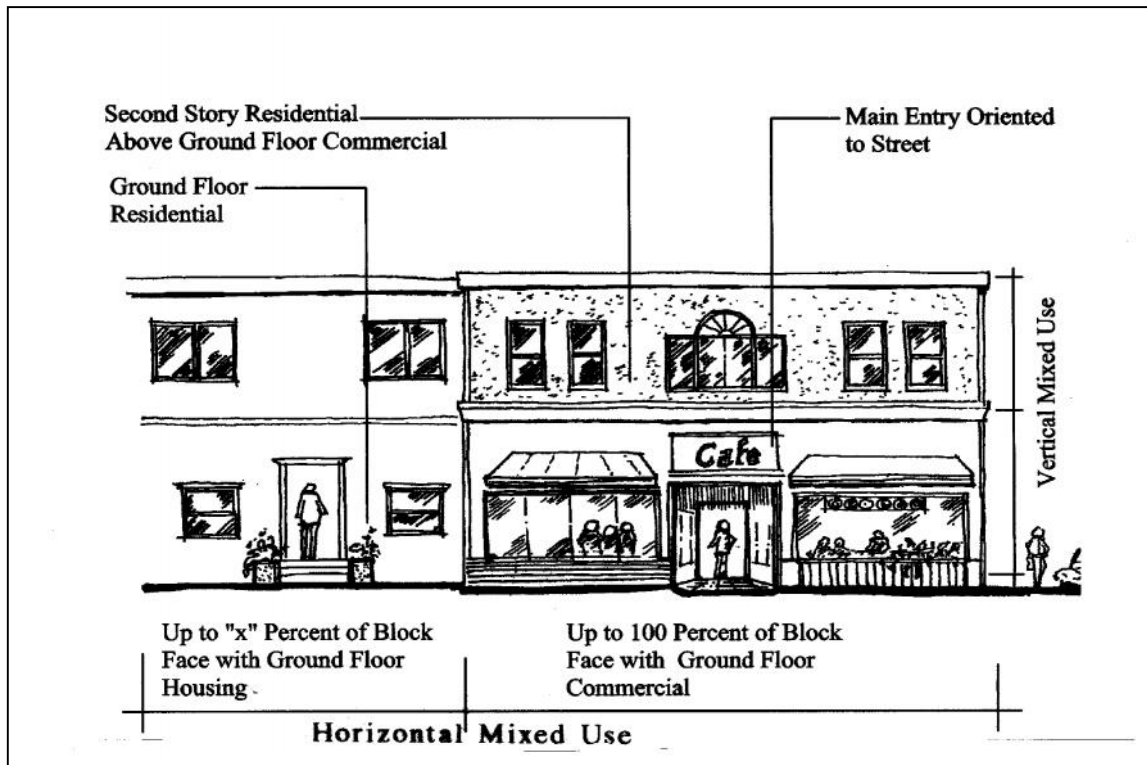 Second Story Residential
Above Ground Floor Commercial
Main Entry Oriented
to Street
Ground Floor
Residential
Vertical Mixed Use
Cafe
Up to "x" Percent of Block
Face with Ground Floor
Housing
Up to 100 Percent of Block
Face with Ground Floor
Commercial
Horizontal Mixed Use